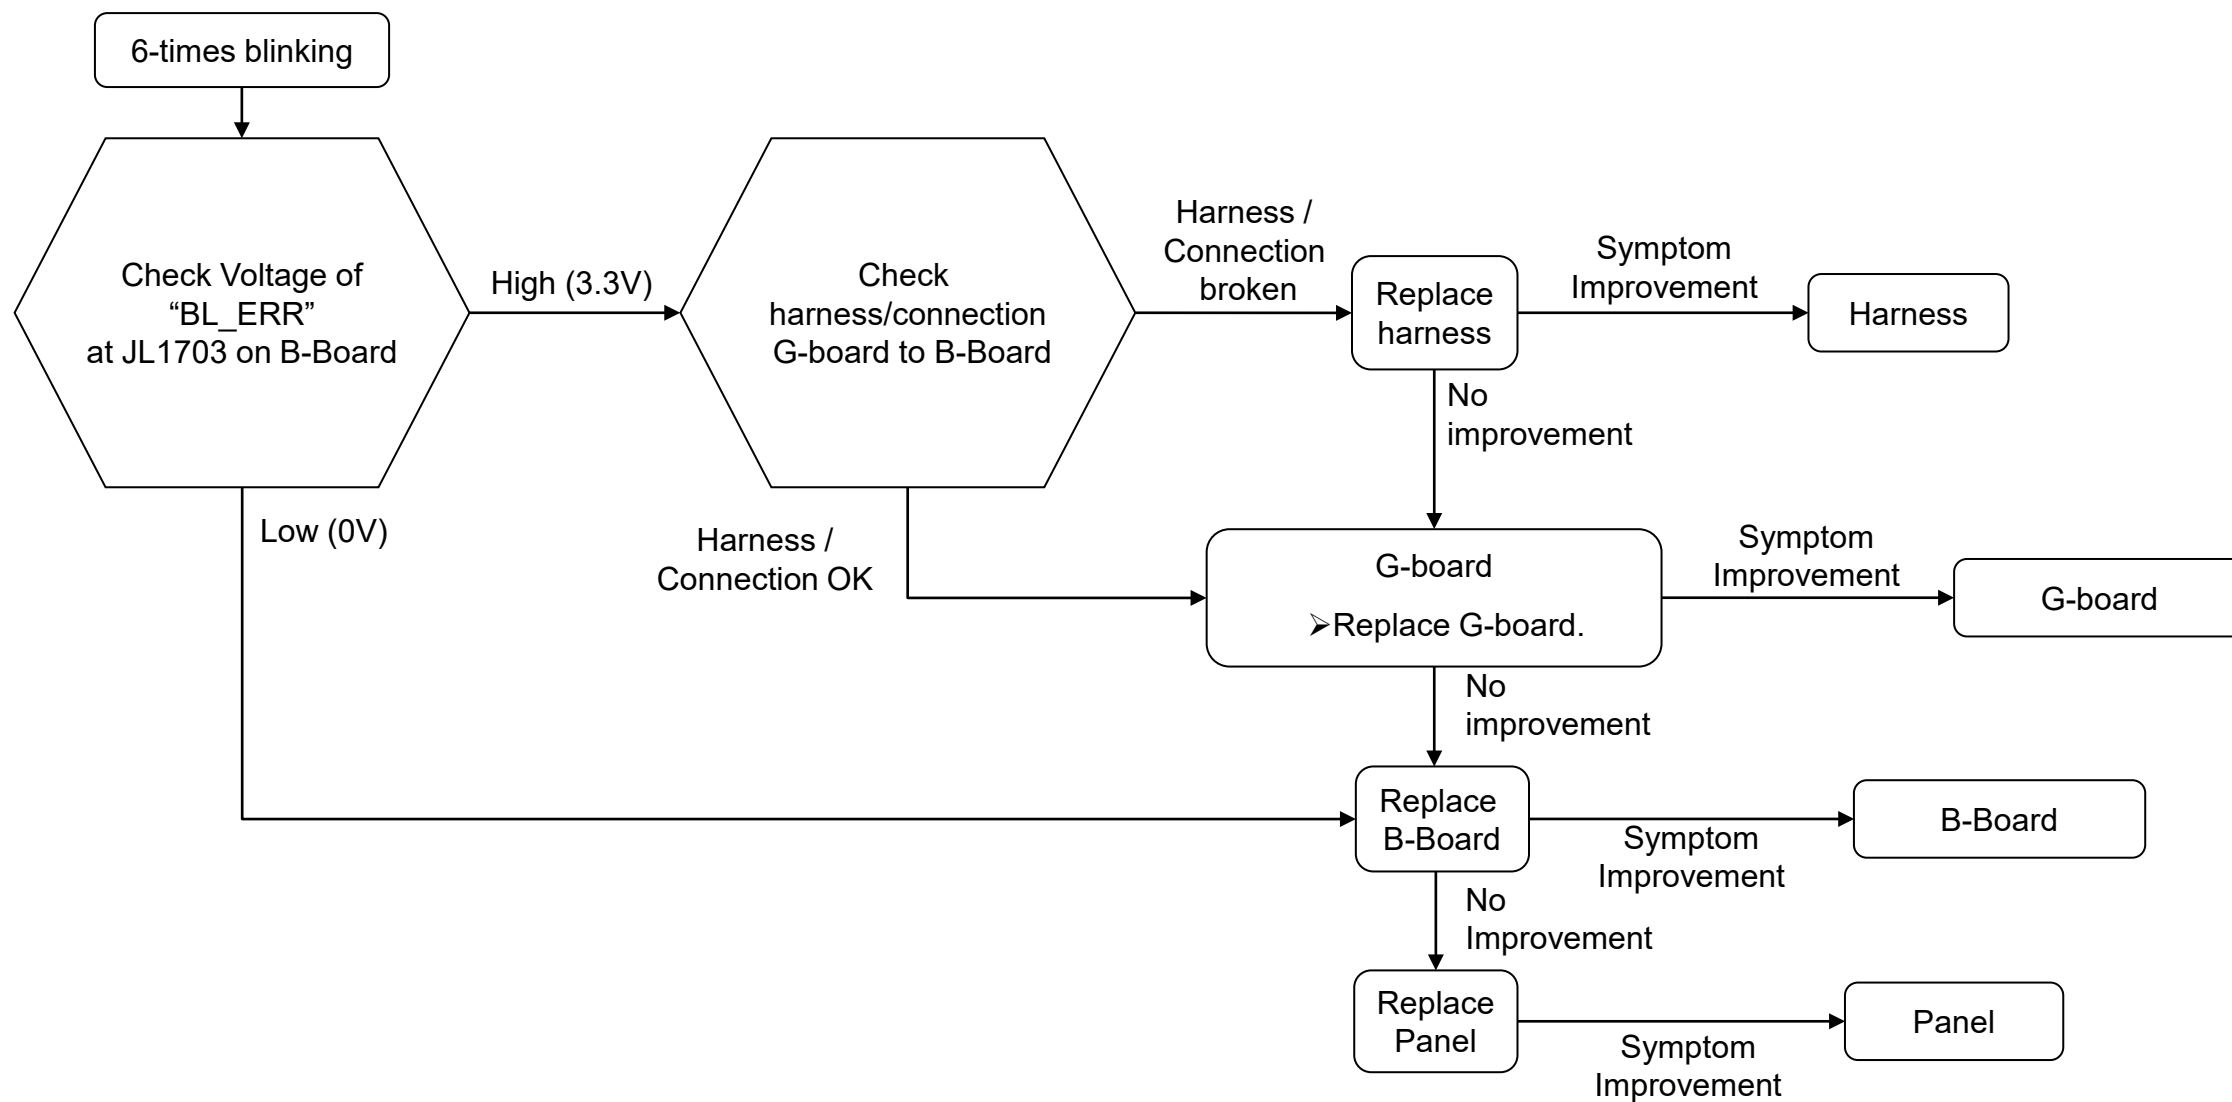 6-times blinking
Check Voltage of
“BL_ERR”
at JL1703 on B-Board
High (3.3V)
Low (0V)
Check
harness/connection
G-board to B-Board
Harness /
Connection
broken
Harness /
Connection OK
Replace
harness
Symptom
Improvement
Harness
No
improvement
G-board
➢Replace G-board.
Symptom
Improvement
G-board
No
improvement
Replace
B-Board
Symptom
Improvement
B-Board
No
Improvement
Replace
Panel
Symptom
Improvement
Panel